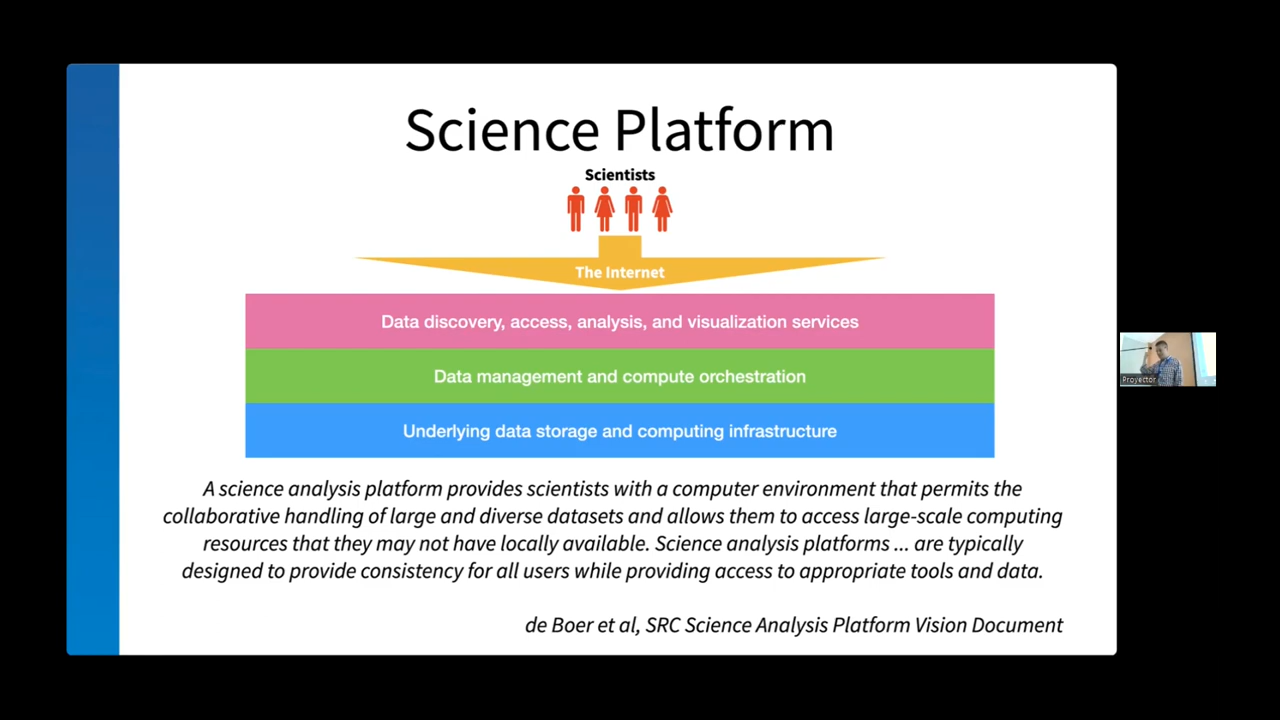 Science Platform
Scientists
The Internet
Data discovery, access, analysis, and visualization services
Data management and compute orchestration
Underlying data storage and computing infrastructure
A science analysis platform provides scientists with a computer environment that permits the
collaborative handling of large and diverse datasets and allows them to access large-scale computing
resources that they may not have locally available. Science analysis platforms ... are typically
designed to provide consistency for all users while providing access to appropriate tools and data.
de Boer et al, SRC Science Analysis Platform Vision Document
Proyector